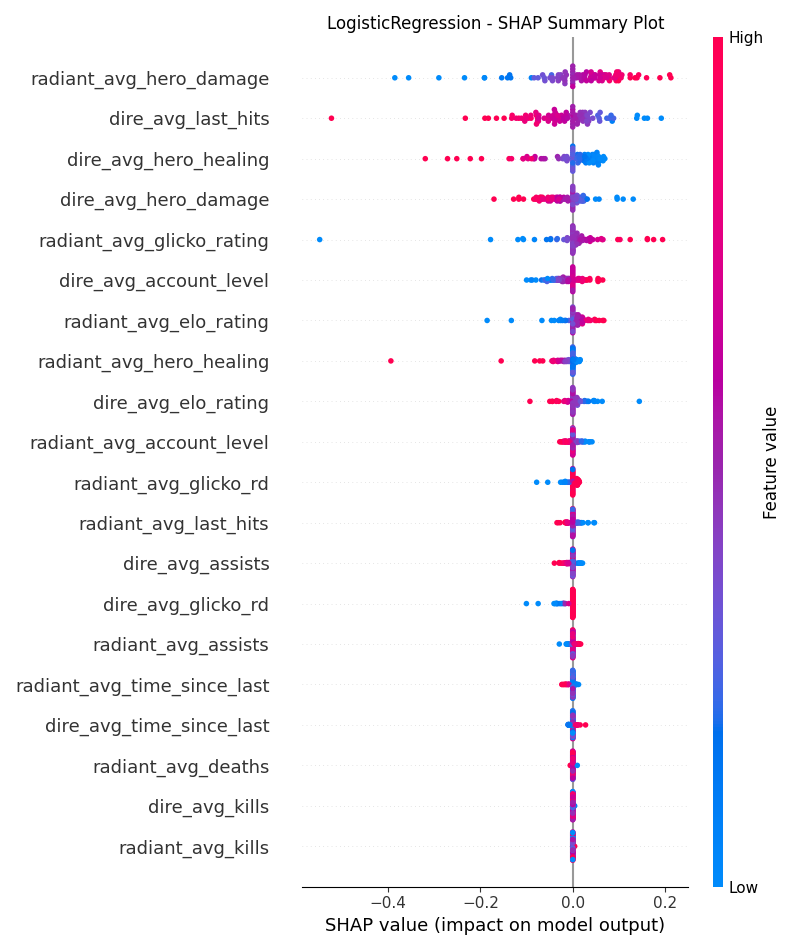 LogisticRegression - SHAP Summary Plot
High
radiant_avg_hero_damage
dire_avg_last_hits
dire_avg_hero_healing
dire_avg_hero_damage
radiant_avg_glicko_rating
dire_avg_account_level
radiant_avg_elo_rating
radiant_avg_hero_healing
dire_avg_elo_rating
radiant_avg_account_level
radiant_avg_glicko_rd
radiant_avg_last_hits
dire_avg_assists
dire_avg_glicko_rd
radiant_avg_assists
radiant_avg_time_since_last
dire_avg_time_since_last
radiant_avg_deaths
dire_avg_kills
radiant_avg_kills
Feature value
Low
−0.4 −0.2 0.0 0.2
SHAP value (impact on model output)